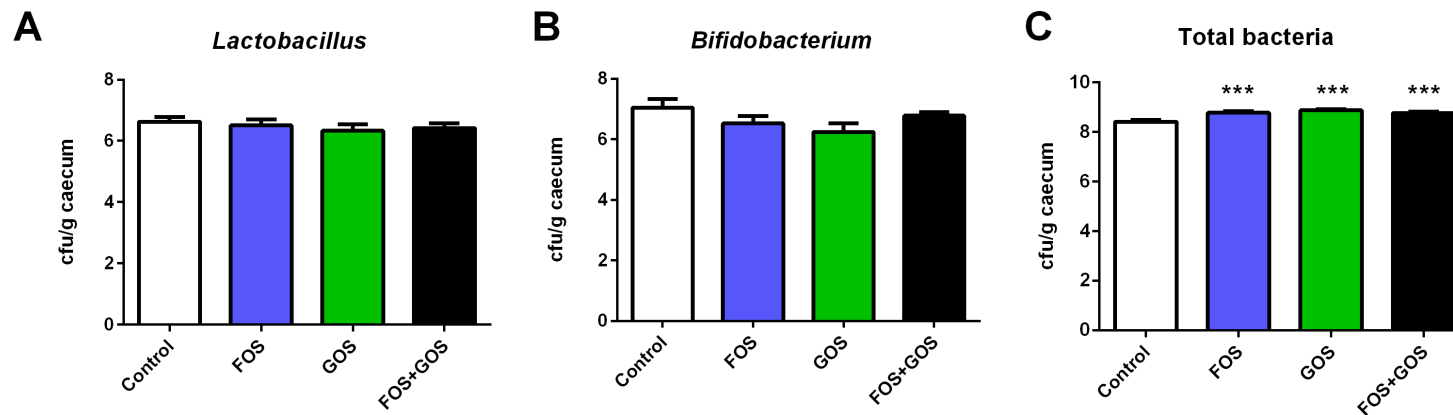 A
Lactobacillus
cfu/g caecum
8
6
4
2
0
Control
FOS
GOS
FOS+GOS
B
Bifidobacterium
cfu/g caecum
8
6
4
2
0
Control
FOS
GOS
FOS+GOS
C
Total bacteria
cfu/g caecum
10
8
6
4
2
0
*** *** ***
Control
FOS
GOS
FOS+GOS